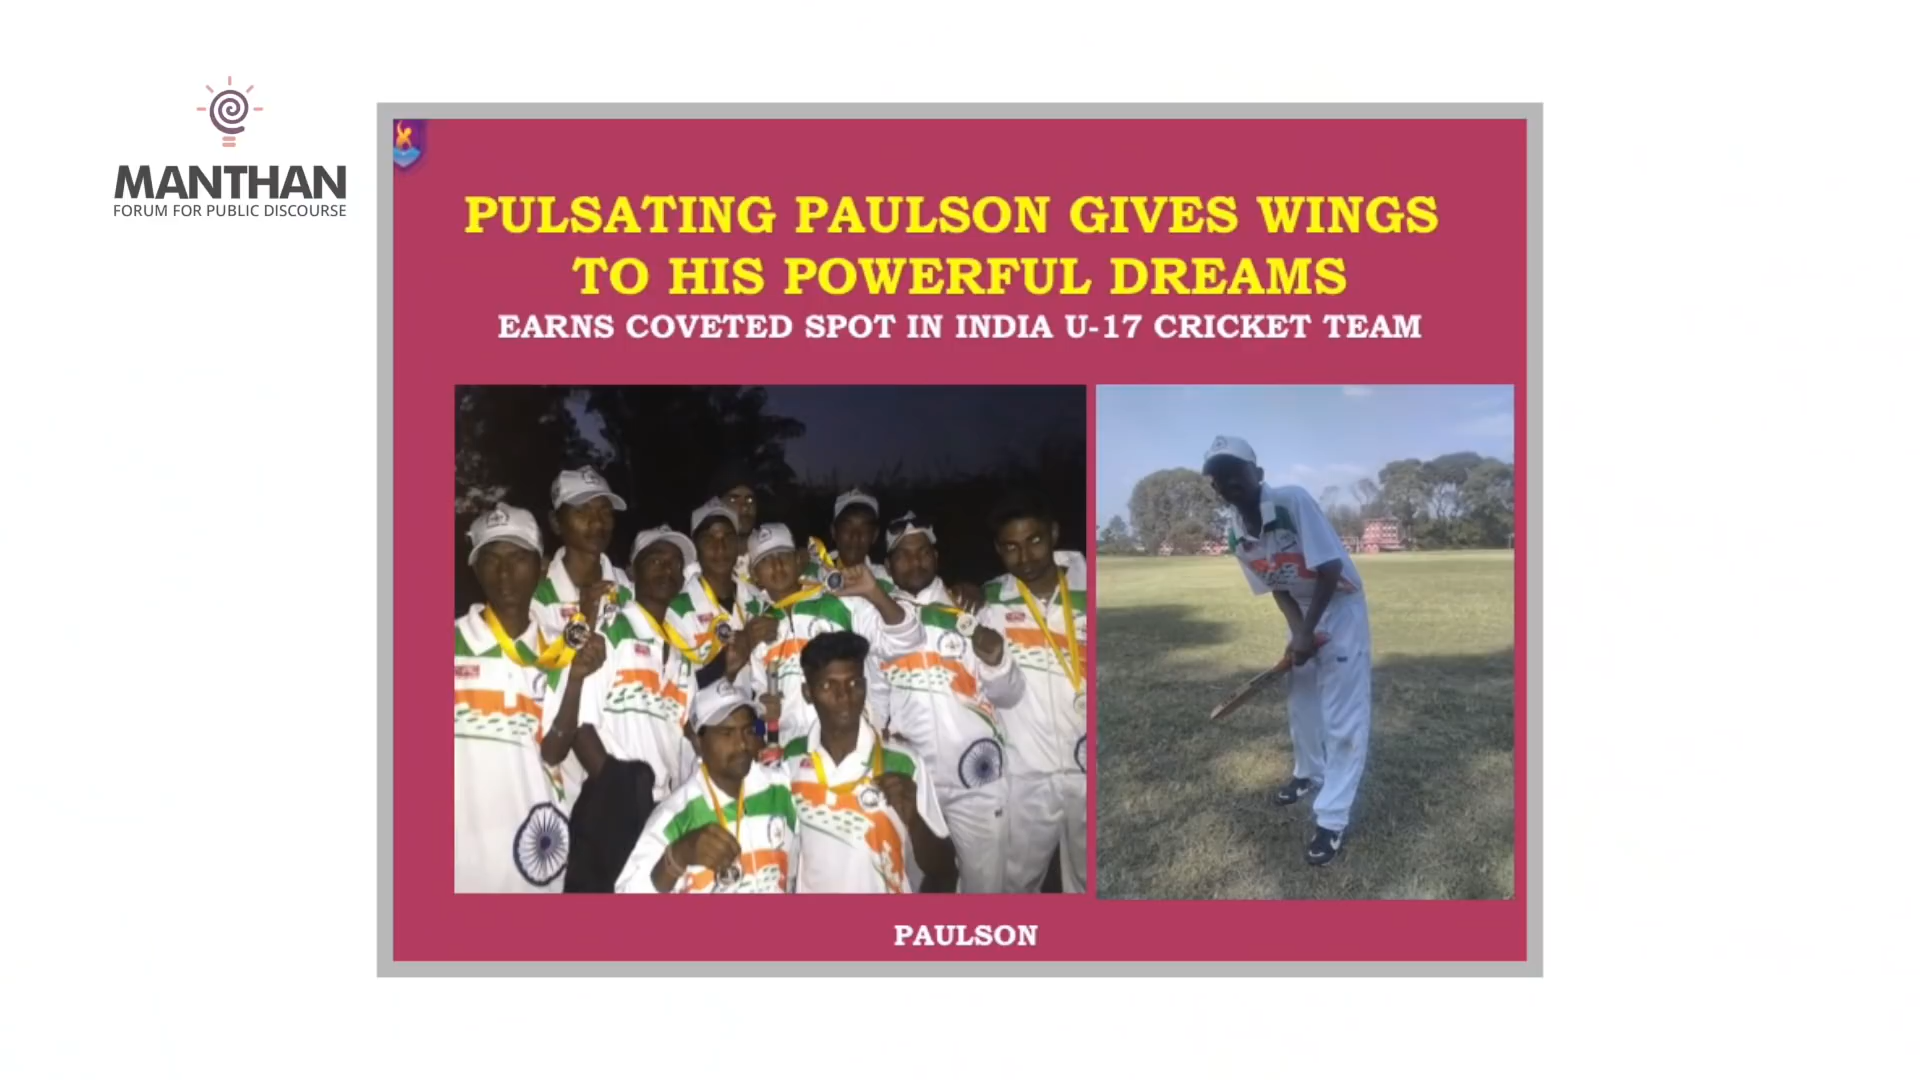 MANTHAN
FORUM FOR PUBLIC DISCOURSE
PULSATING PAULSON GIVES WINGS
TO HIS POWERFUL DREAMS
EARNS COVETED SPOT IN INDIA U-17 CRICKET TEAM
PAULSON